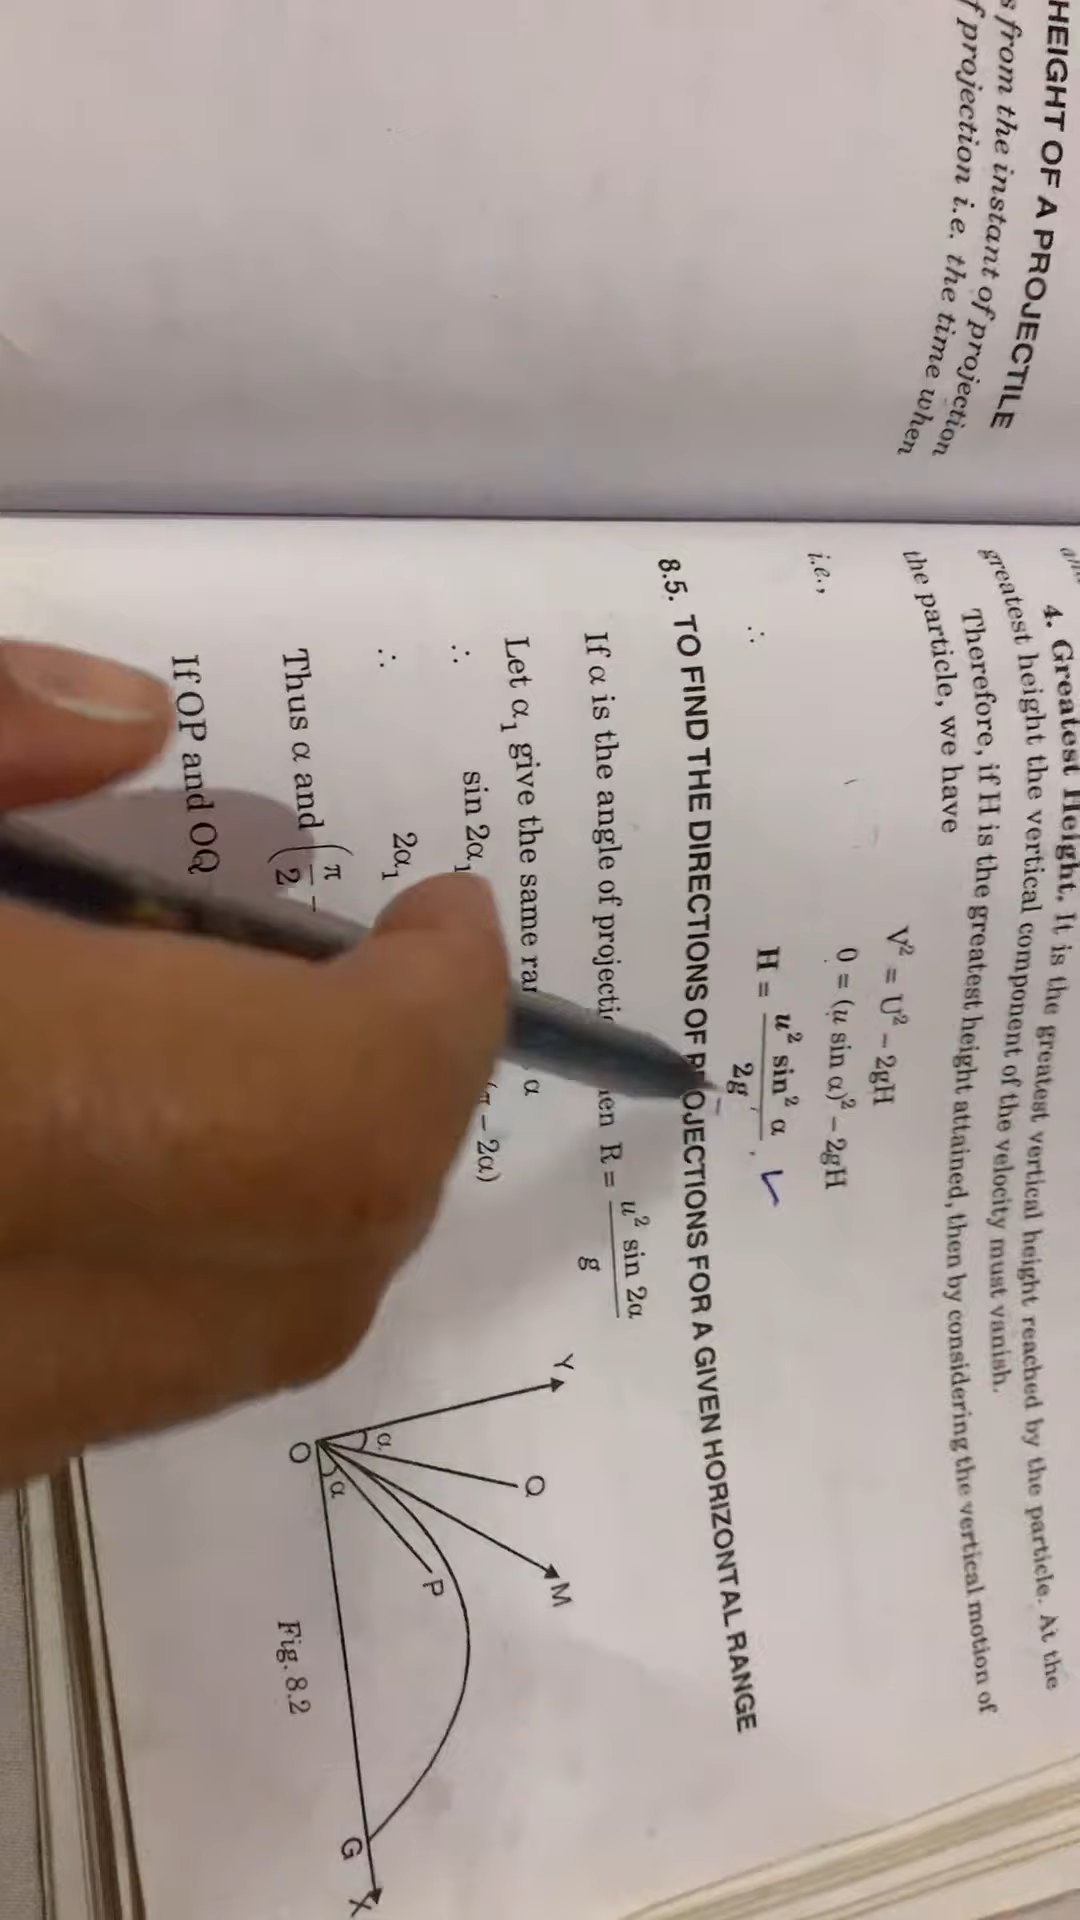 HEIGHT OF A PROJECTILE
from the instant of projection
projection i.e. the time when
4. Greatest Height. It is the greatest vertical height reached by the particle. At the
greatest height the vertical component of the velocity must vanish.
Therefore, if H is the greatest height attained, then by considering the vertical motion of
the particle, we have
V² = U² – 2gH
i.e., 0 = (u sin α)² – 2gH
∴ H = u² sin² α / 2g .
8.5. TO FIND THE DIRECTIONS OF PROJECTIONS FOR A GIVEN HORIZONTAL RANGE
If α is the angle of R = u² sin 2α / g
Let α₁ give the same α
∴ sin 2α₁ (π – 2α)
∴ 2α₁
Thus α and (π/2 –
If OP and OQ
Y
Q
M
α
P
α
O
G
X
Fig. 8.2